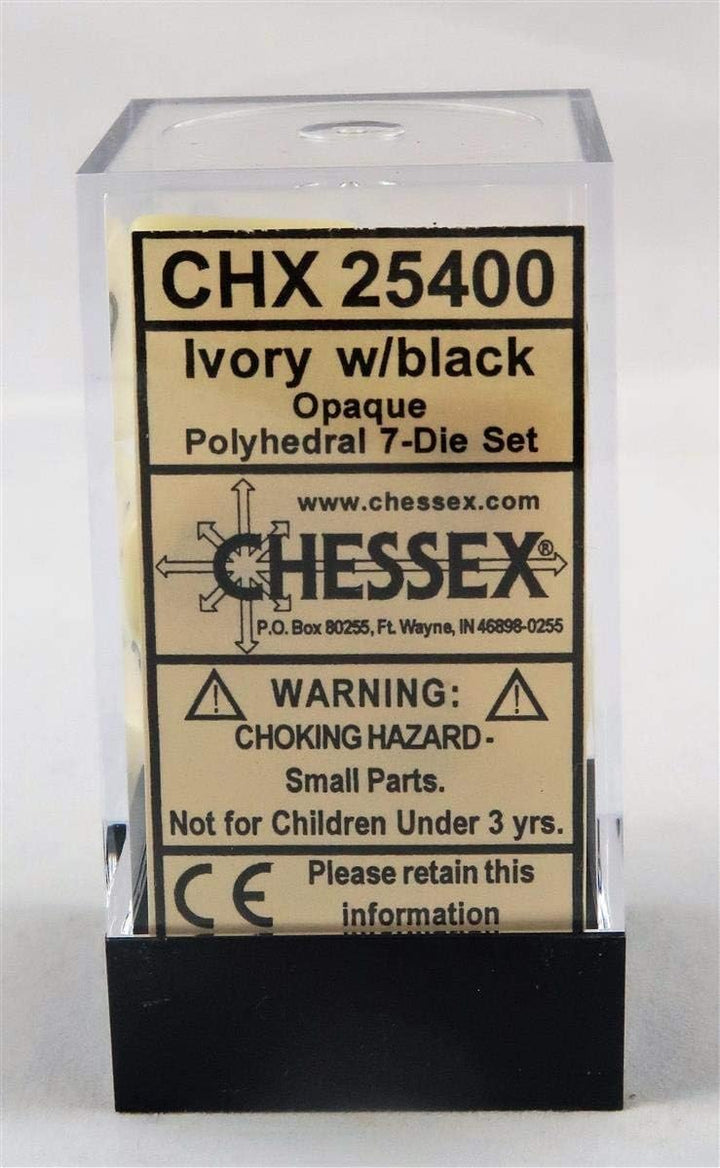 CHX 25400
Ivory w/black
Opaque
Polyhedral 7-Die Set
www.chessex.com
CHESSEX®
P.O. Box 80255, Ft. Wayne, IN 46898-0255
WARNING:
CHOKING HAZARD-
Small Parts.
Not for Children Under 3 yrs.
CE Please retain this
information